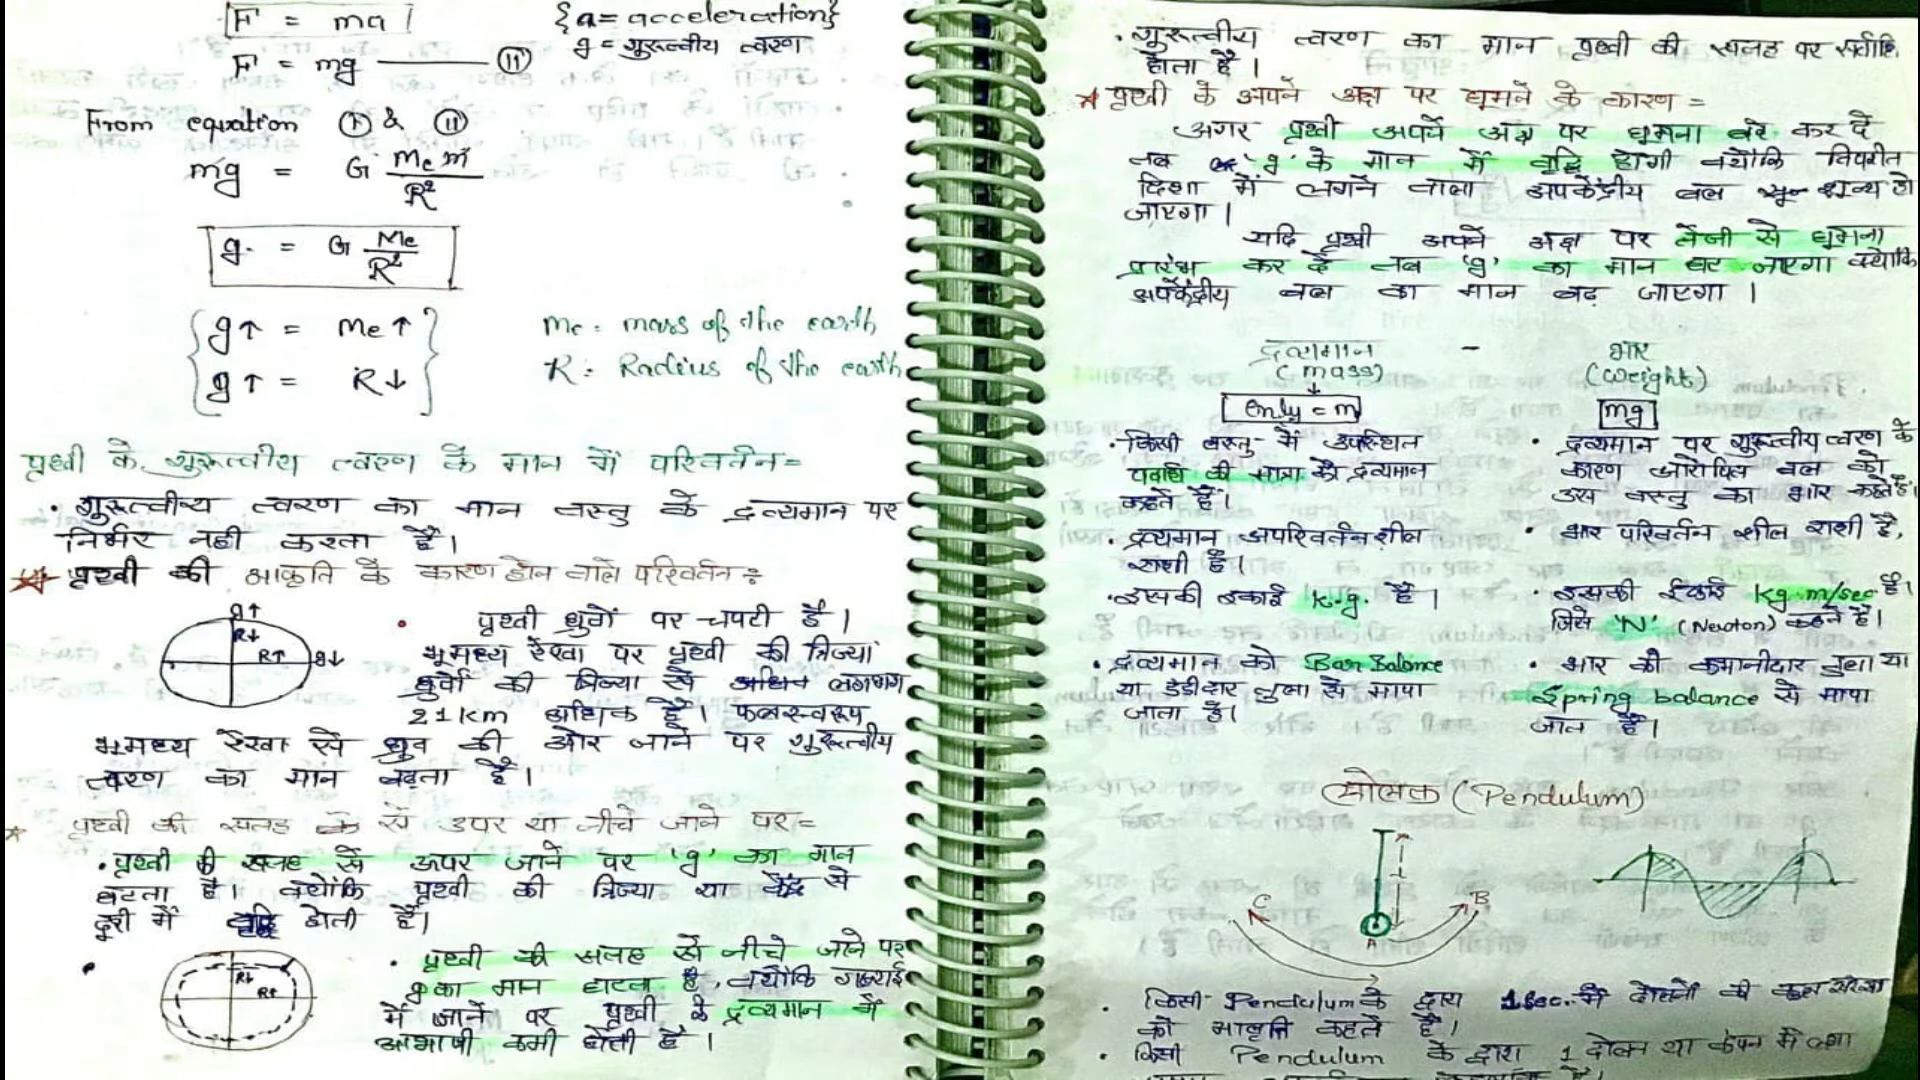 F = ma {a = acceleration}
g = गुरुत्वीय त्वरण
F = mg ——— (II)
From equation (I) & (II)
mg = G Me m / R²
g = G Me / R²
g↑ = Me↑
g↑ = R↓
Me = mass of the earth
R = Radius of the earth
पृथ्वी के गुरुत्वीय त्वरण के मान में परिवर्तन =
• गुरुत्वीय त्वरण का मान वस्तु के द्रव्यमान पर
निर्भर नही करता है।
पृथ्वी की आकृति के कारण होने वाले परिवर्तन :
g↑
R↓
R↑ g↓
• पृथ्वी ध्रुवों पर चपटी है।
भूमध्य रेखा पर पृथ्वी की त्रिज्या
ध्रुवों की त्रिज्या से अधिक लगभग
21km अधिक है। फलस्वरूप
भूमध्य रेखा से ध्रुव की ओर जाने पर गुरुत्वीय
त्वरण का मान बढ़ता है।
पृथ्वी की सतह के से उपर या नीचे जाने पर =
• पृथ्वी की सतह से ऊपर जाने पर 'g' का मान
घटता है। क्योंकि पृथ्वी की त्रिज्या या केंद्र से
दूरी में वृद्धि होती है।
R↓
R↑
• पृथ्वी की सतह से नीचे जाने पर
g का मान घटता है, क्योंकि गहराई
में जाने पर पृथ्वी के द्रव्यमान में
आभाषी कमी होती है।
• गुरुत्वीय त्वरण का मान पृथ्वी की सतह पर सर्वाधि.
होता है।
पृथ्वी के अपने अक्ष पर घूमने के कारण =
अगर पृथ्वी अपने अक्ष पर घूमना बंद कर दे
तब 'g' के मान में वृद्धि होगी क्योंकि विपरीत
दिशा में लगने वाला अपकेंद्रीय बल शून्य हो
जाएगा।
यदि पृथ्वी अपने अक्ष पर तेजी से घूमना
प्रारंभ कर दें तब 'g' का मान घट जाएगा क्योंकि
अपकेंद्रीय बल का मान बढ़ जाएगा।
द्रव्यमान - भार
(mass) (Weight)
Only = m mg
• किसी वस्तु में उपस्थित
पदार्थ की मात्रा को द्रव्यमान
कहते हैं।
• द्रव्यमान अपरिवर्तनशील
राशी है।
• इसकी इकाई K.g. है।
• द्रव्यमान को Bar Balance
या डंडीदार तुला से मापा
जाता है।
• द्रव्यमान पर गुरुत्वीय त्वरण के
कारण आरोपित बल को
उस वस्तु का भार कहते हैं।
• भार परिवर्तन शील राशी है,
• इसकी ईकाई Kg-m/sec है।
जिसे 'N' (Newton) कहते है।
• भार को कमानीदार तुला या
Spring balance से मापा
जात है।
लोलक (Pendulum)
L
C B
A
• किसी Pendulum के द्वारा 1 Sec. में दोलनों की कुल संख्या
को आवृत्ति कहते है।
• किसी Pendulum के द्वारा 1 दोलन या कंपन में लगा